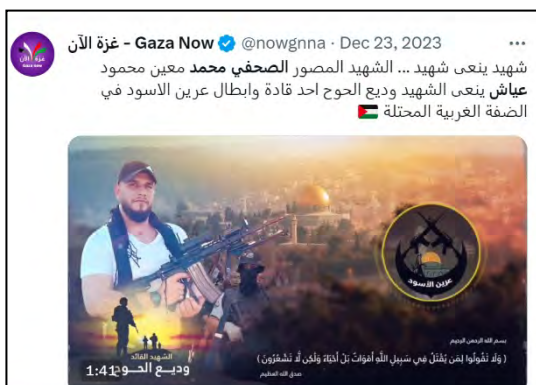 غزة الآن - Gaza Now @nowgnna · Dec 23, 2023
شهيد ينعى شهيد ... الشهيد المصور الصحفي محمد معين محمود
عياش ينعى الشهيد وديع الحوح احد قادة وابطال عرين الاسود في
الضفة الغربية المحتلة
عرين الأسود
بسم الله الرحمن الرحيم
( وَلَا تَقُولُوا لِمَن يُقْتَلُ فِي سَبِيلِ اللَّهِ أَمْوَاتٌ بَلْ أَحْيَاءٌ وَلَٰكِن لَّا تَشْعُرُونَ )
صدق الله العظيم
الشهيد القائد
وديع الحوح
1:41